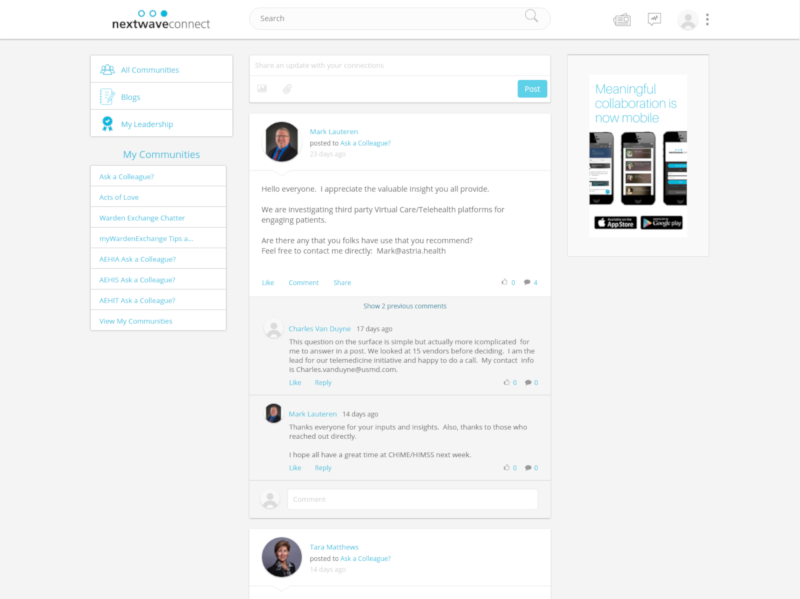 nextwaveconnect
Search
All Communities
Blogs
My Leadership
My Communities
Ask a Colleague?
Acts of Love
Warden Exchange Chatter
myWardenExchange Tips a...
AEHIA Ask a Colleague?
AEHIS Ask a Colleague?
AEHIT Ask a Colleague?
View My Communities
Share an update with your connections
Post
Mark Lauteren
posted to Ask a Colleague?
23 days ago
Hello everyone. I appreciate the valuable insight you all provide.
We are investigating third party Virtual Care/Telehealth platforms for
engaging patients.
Are there any that you folks have use that you recommend?
Feel free to contact me directly: Mark@astria.health
Like Comment Share 0 4
Show 2 previous comments
Charles Van Duyne 17 days ago
This question on the surface is simple but actually more icomplicated for
me to answer in a post. We looked at 15 vendors before deciding. I am the
lead for our telemedicine initiative and happy to do a call. My contact info
is Charles.vanduyne@usmd.com.
Like Reply 0 0
Mark Lauteren 14 days ago
Thanks everyone for your inputs and insights. Also, thanks to those who
reached out directly.
I hope all have a great time at CHIME/HIMSS next week.
Like Reply 0 0
Comment
Tara Matthews
posted to Ask a Colleague?
14 days ago
Meaningful
collaboration is
now mobile
App Store
Google play